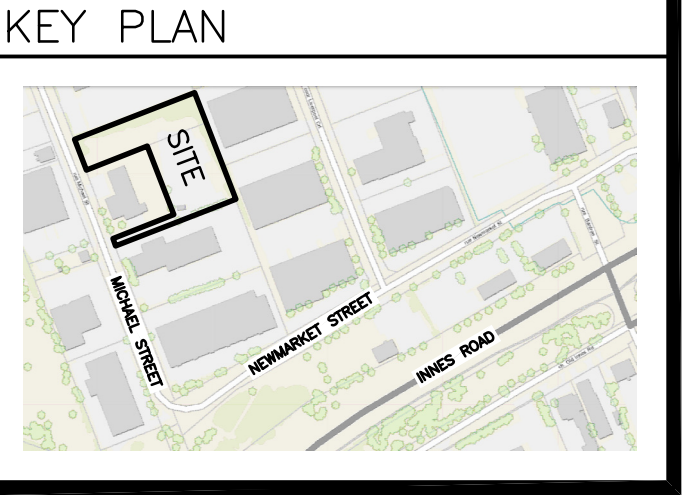 KEY PLAN
SITE
MICHAEL STREET
NEWMARKET STREET
INNES ROAD